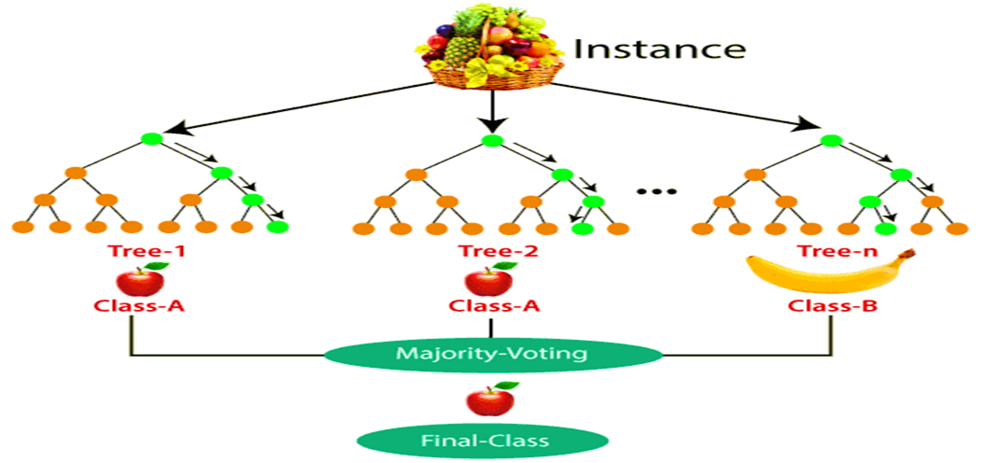 Instance
Tree-1
Tree-2
Tree-n
Class-A
Class-A
Class-B
Majority-Voting
Final-Class